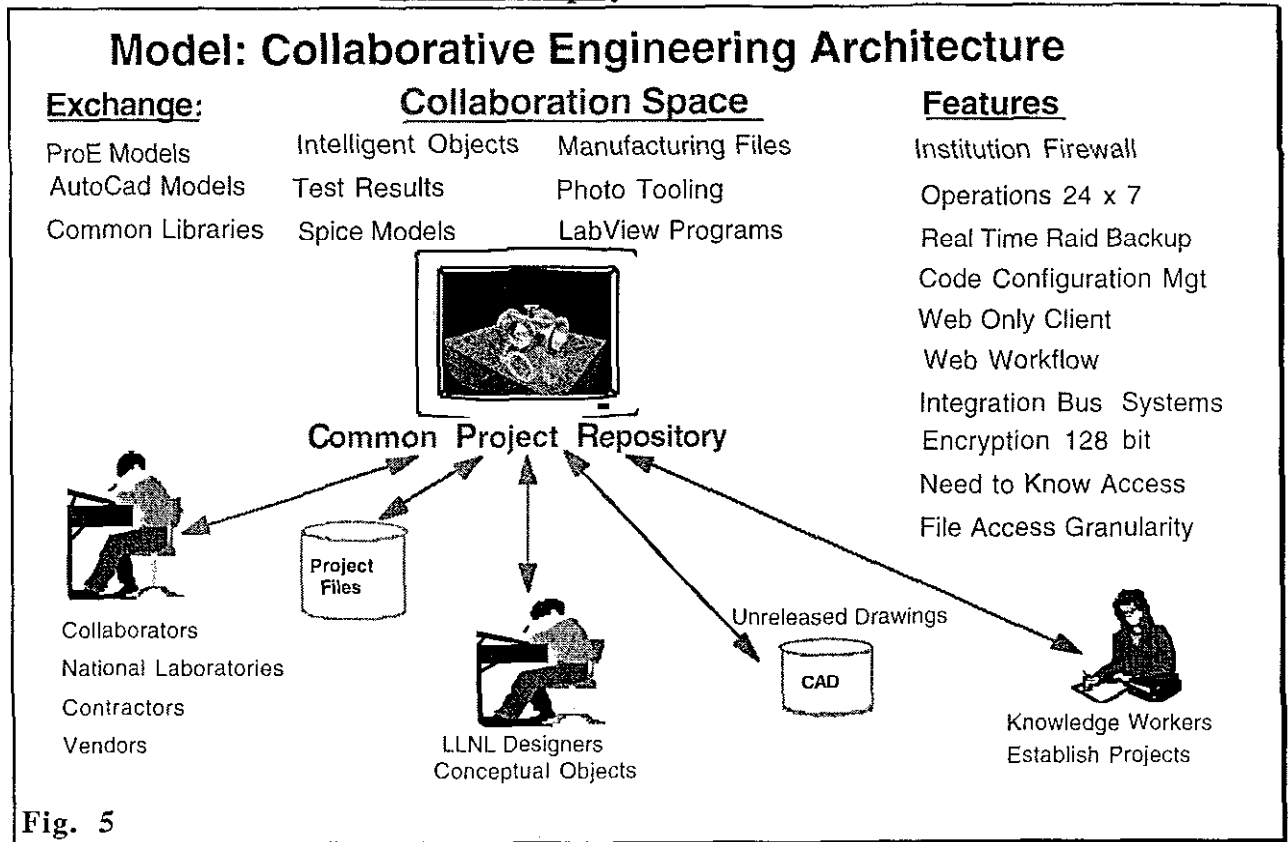 Model: Collaborative Engineering Architecture
Exchange:
ProE Models
AutoCad Models
Common Libraries
Collaboration Space
Intelligent Objects
Test Results
Spice Models
Manufacturing Files
Photo Tooling
LabView Programs
Features
Institution Firewall
Operations 24 x 7
Real Time Raid Backup
Code Configuration Mgt
Web Only Client
Web Workflow
Integration Bus Systems
Encryption 128 bit
Need to Know Access
File Access Granularity
Common Project Repository
Collaborators
National Laboratories
Contractors
Vendors
Project
Files
LLNL Designers
Conceptual Objects
Unreleased Drawings
CAD
Knowledge Workers
Establish Projects
Fig. 5